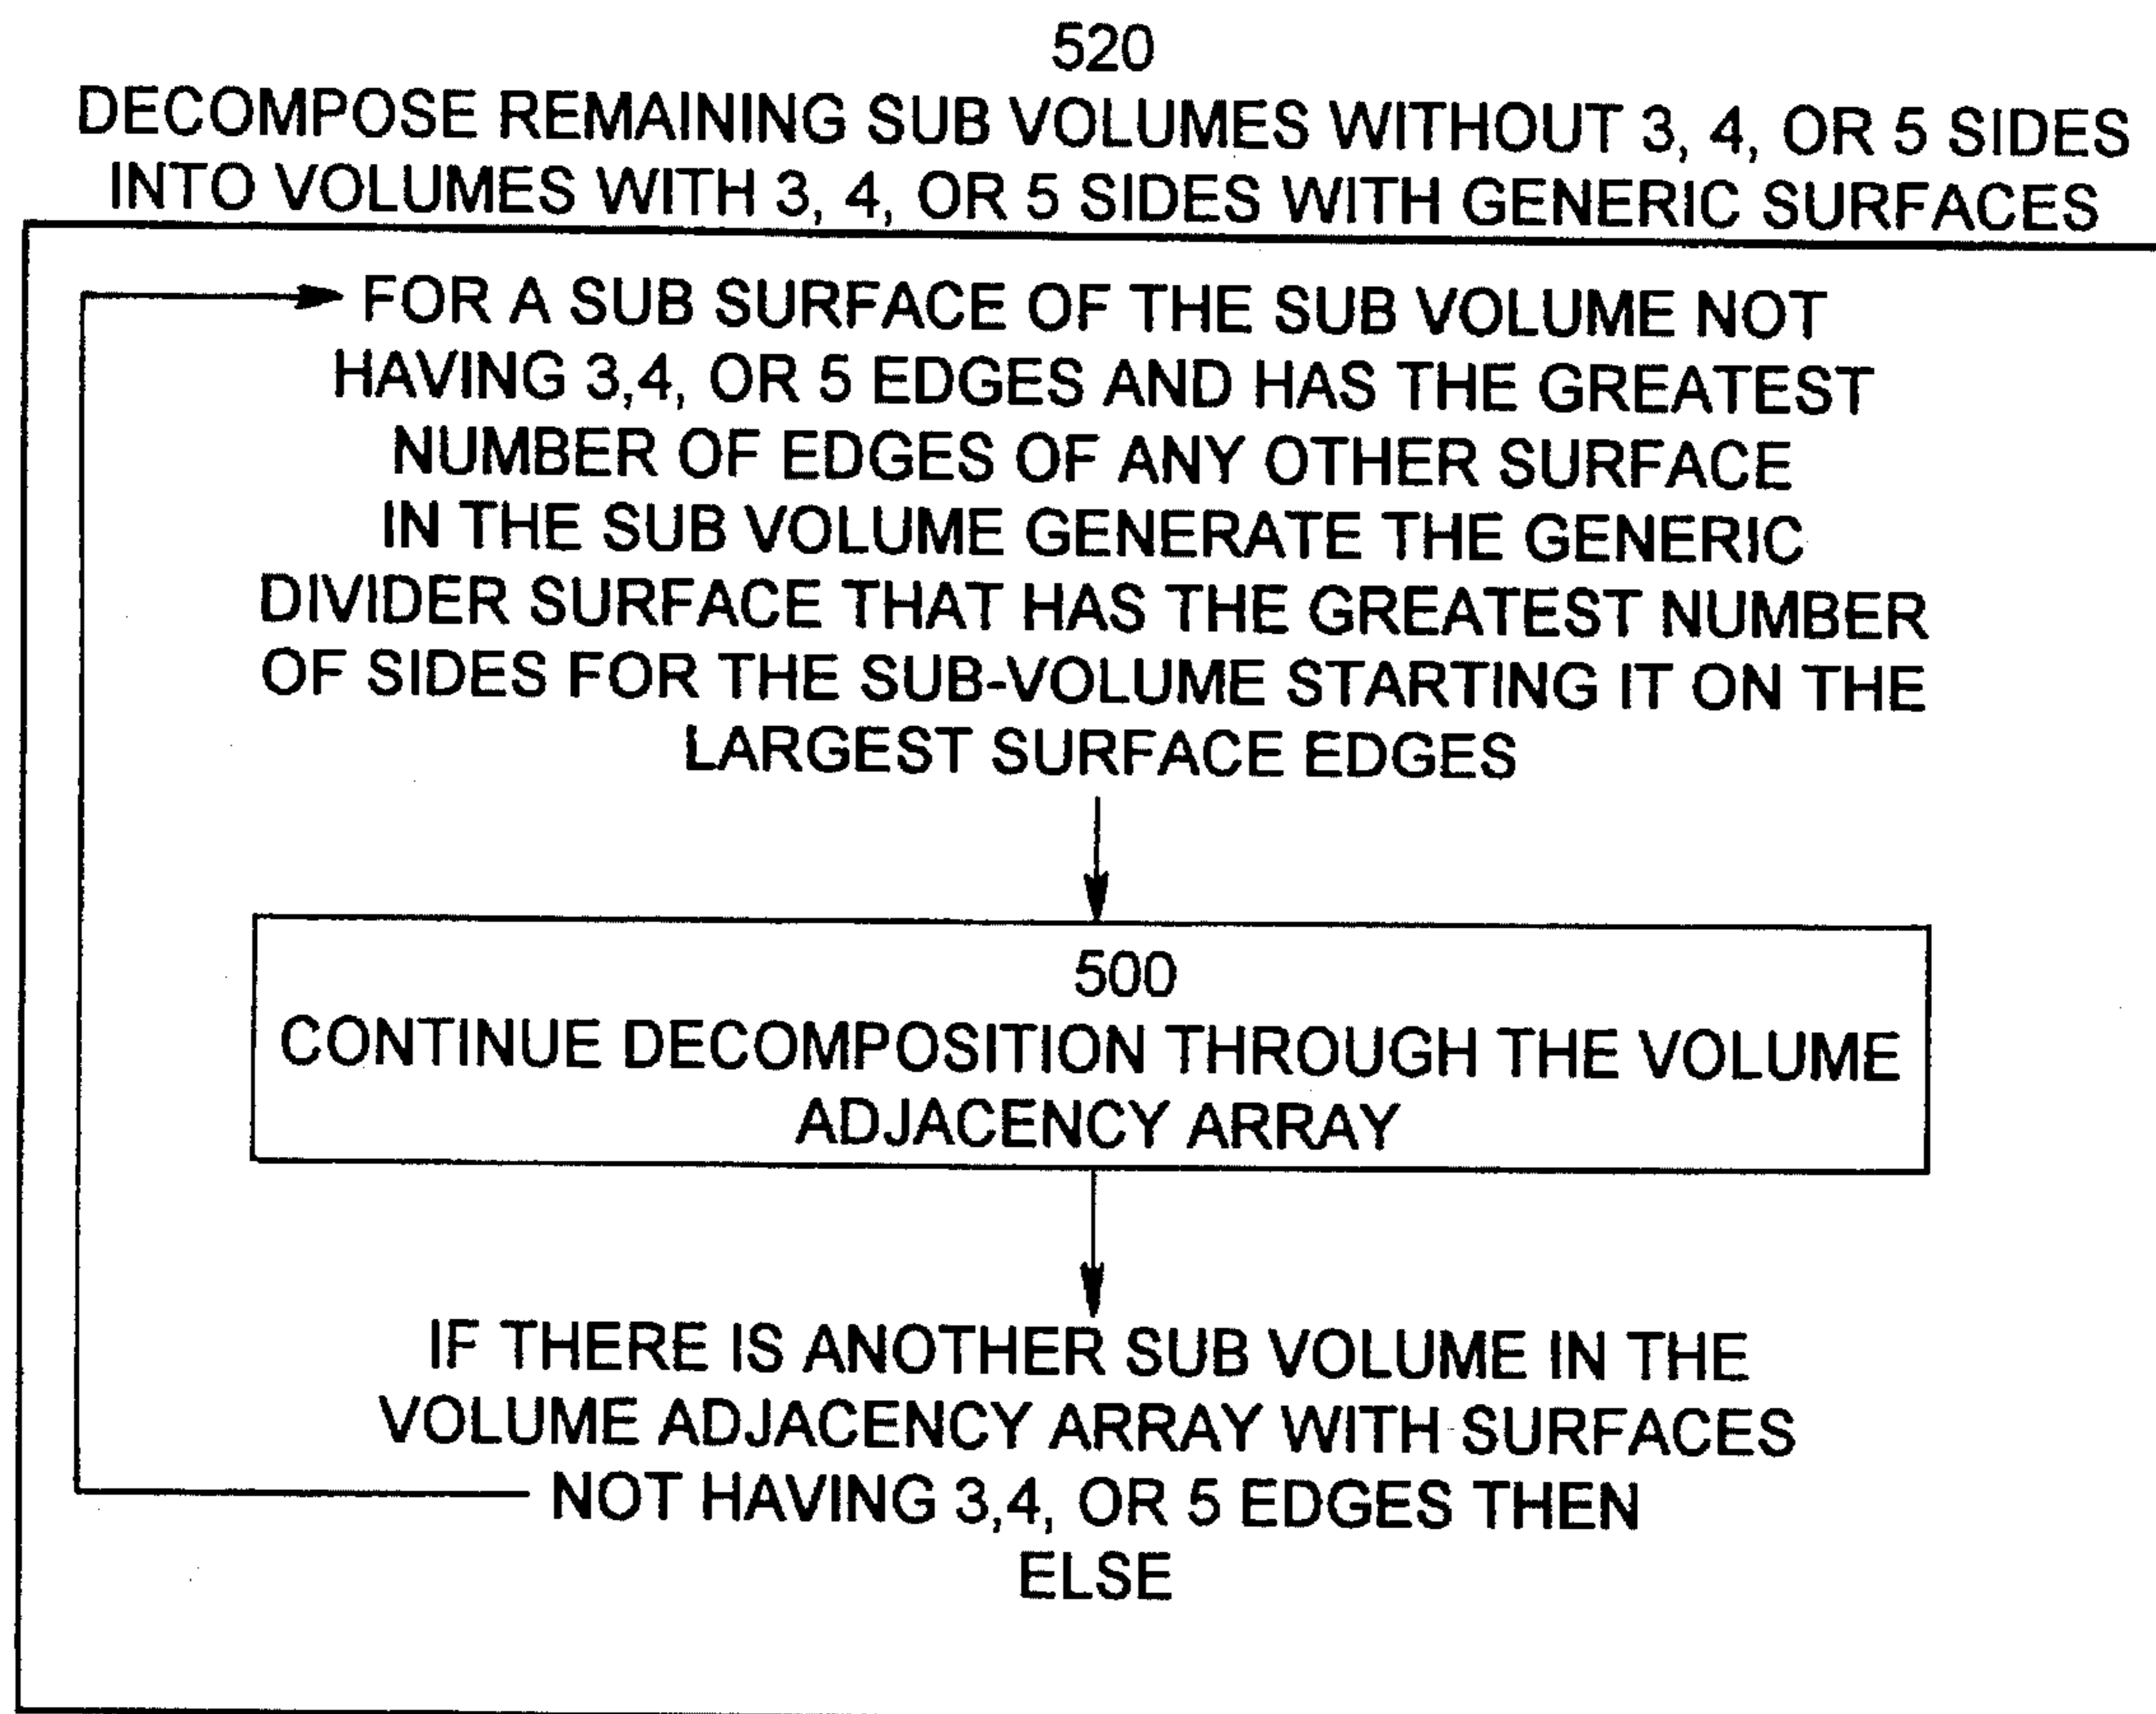 520
DECOMPOSE REMAINING SUB VOLUMES WITHOUT 3, 4, OR 5 SIDES
INTO VOLUMES WITH 3, 4, OR 5 SIDES WITH GENERIC SURFACES
FOR A SUB SURFACE OF THE SUB VOLUME NOT
HAVING 3,4, OR 5 EDGES AND HAS THE GREATEST
NUMBER OF EDGES OF ANY OTHER SURFACE
IN THE SUB VOLUME GENERATE THE GENERIC
DIVIDER SURFACE THAT HAS THE GREATEST NUMBER
OF SIDES FOR THE SUB-VOLUME STARTING IT ON THE
LARGEST SURFACE EDGES
500
CONTINUE DECOMPOSITION THROUGH THE VOLUME
ADJACENCY ARRAY
IF THERE IS ANOTHER SUB VOLUME IN THE
VOLUME ADJACENCY ARRAY WITH SURFACES
NOT HAVING 3,4, OR 5 EDGES THEN
ELSE